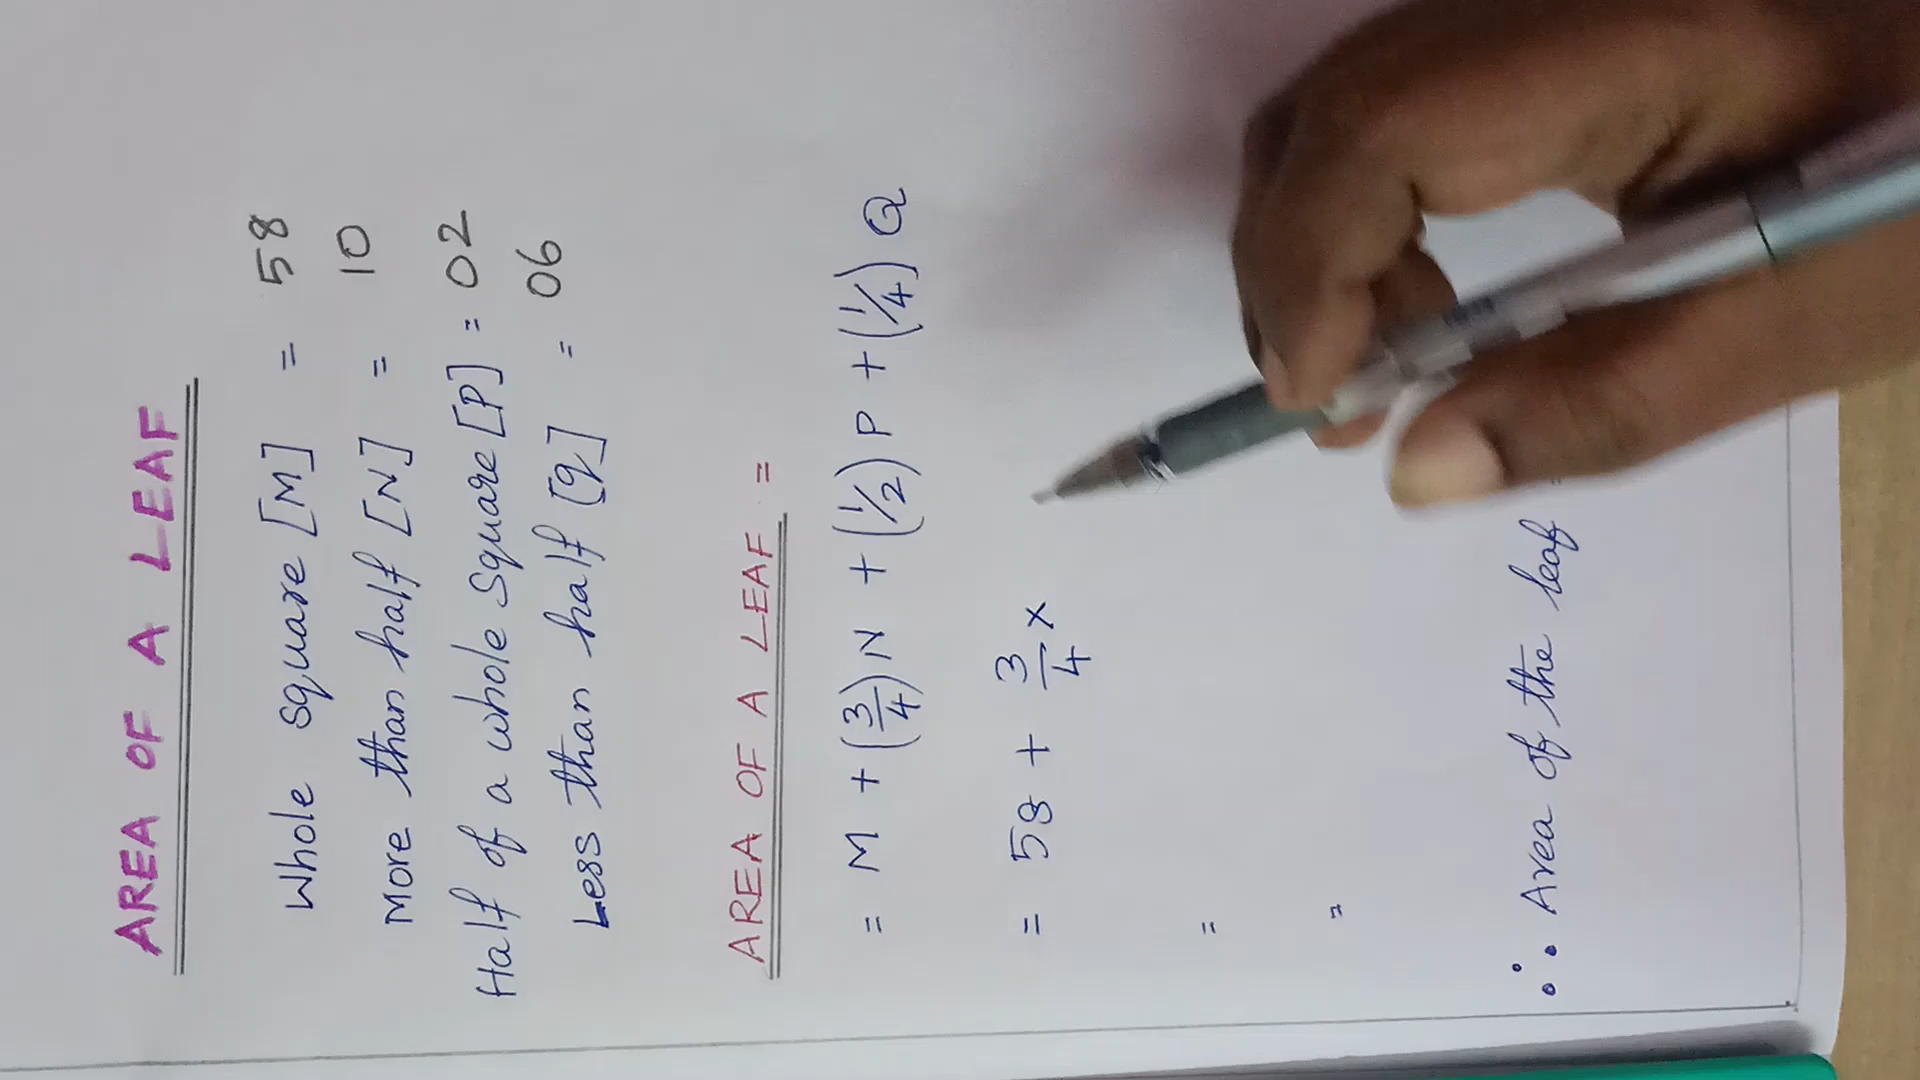 AREA OF A LEAF
Whole square [M] = 58
More than half [N] = 10
Half of a whole square [P] = 02
Less than half [q] = 06
AREA OF A LEAF =
= M + (3/4)N + (1/2)P + (1/4)Q
= 58 + 3/4 ×
=
=
∴ Area of the leaf =